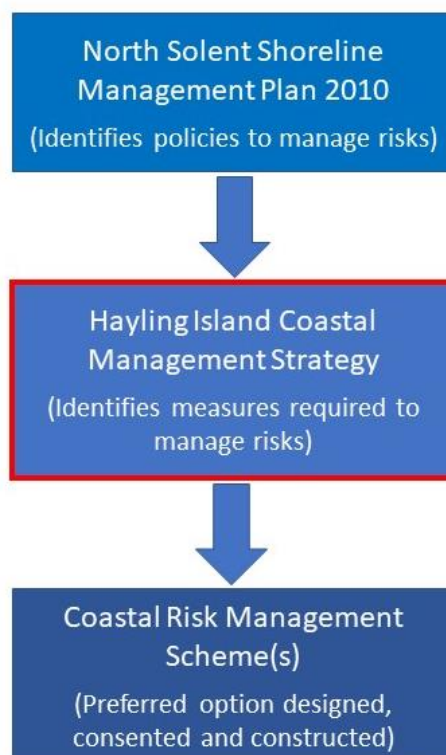 North Solent Shoreline
Management Plan 2010
(Identifies policies to manage risks)
Hayling Island Coastal
Management Strategy
(Identifies measures required to
manage risks)
Coastal Risk Management
Scheme(s)
(Preferred option designed,
consented and constructed)